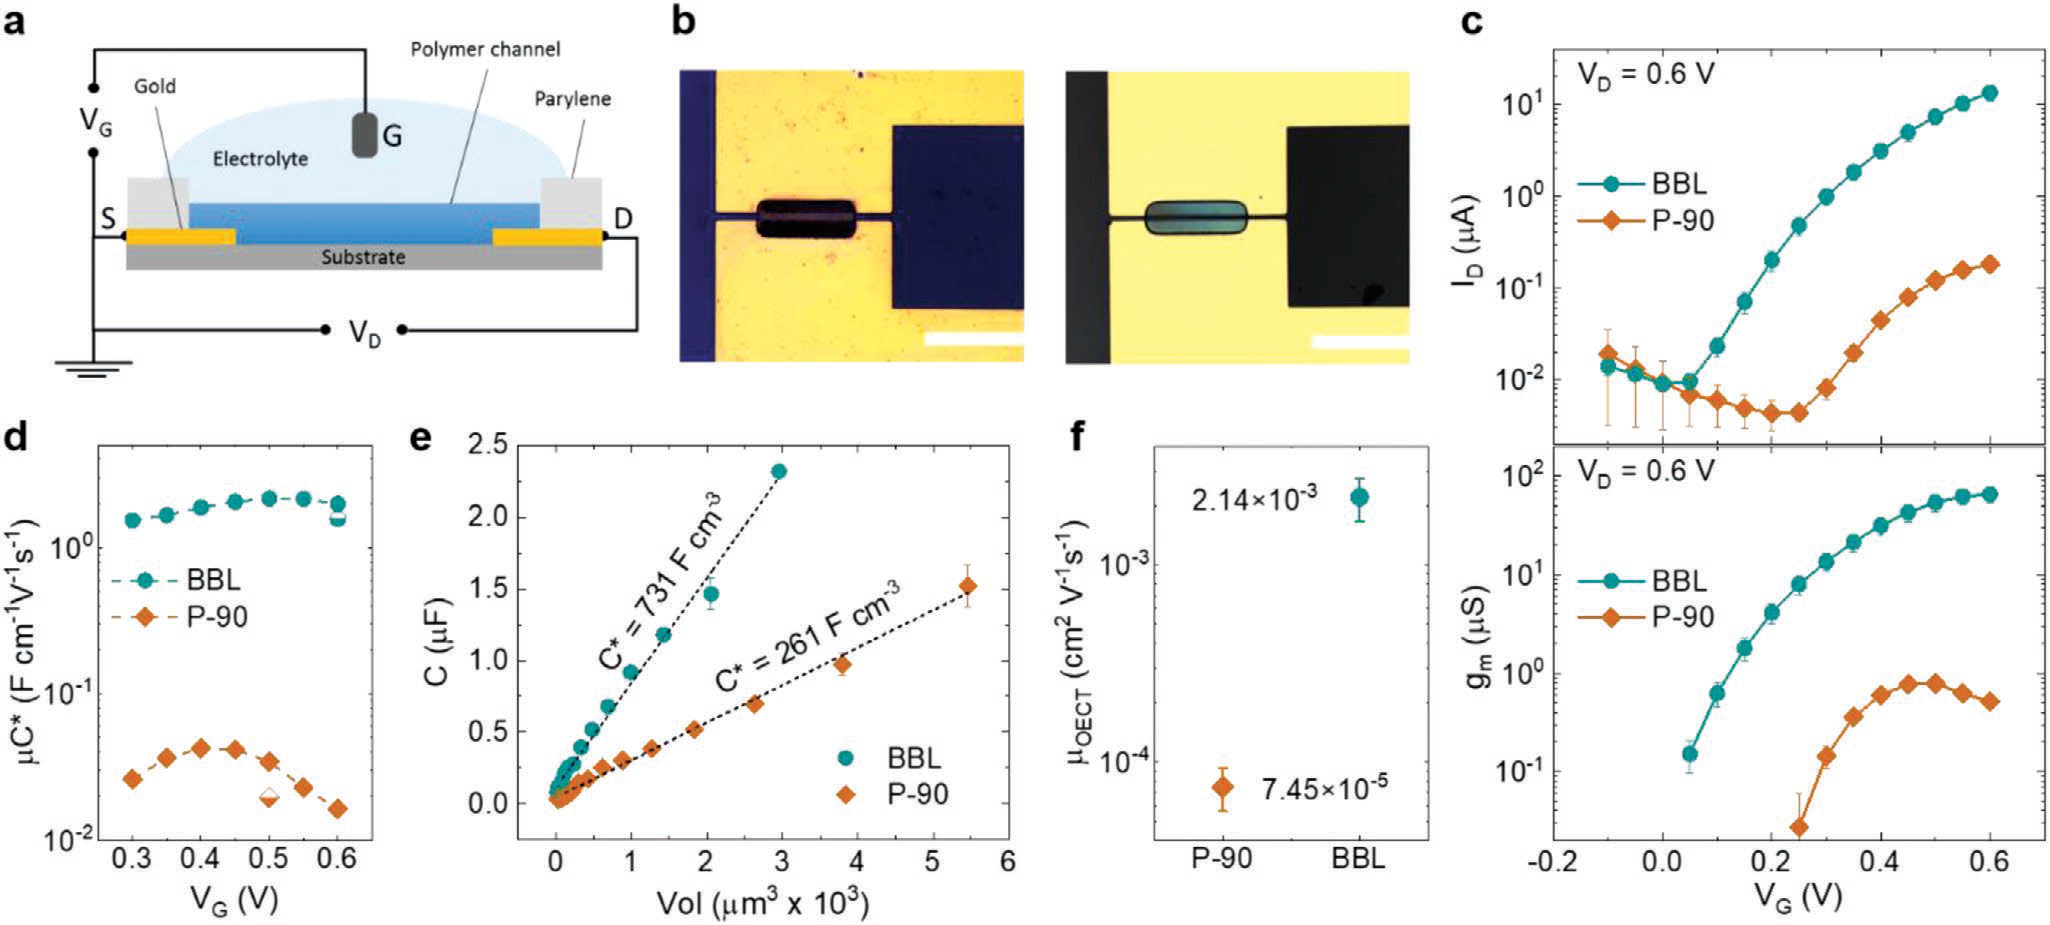 a
Polymer channel
Gold
Parylene
V_G
G
Electrolyte
S
D
Substrate
V_D
b
c
V_D = 0.6 V
10^1
10^0
10^-1
10^-2
I_D (μA)
BBL
P-90
V_D = 0.6 V
10^2
10^1
10^0
10^-1
g_m (μS)
BBL
P-90
-0.2 0.0 0.2 0.4 0.6
V_G (V)
d
10^0
10^-1
10^-2
μC* (F cm^-1V^-1s^-1)
BBL
P-90
0.3 0.4 0.5 0.6
V_G (V)
e
2.5
2.0
1.5
1.0
0.5
0.0
C (μF)
C* = 731 F cm^-3
C* = 261 F cm^-3
BBL
P-90
0 1 2 3 4 5 6
Vol (μm^3 x 10^3)
f
10^-3
10^-4
μ_OECT (cm^2 V^-1s^-1)
2.14×10^-3
7.45×10^-5
P-90 BBL